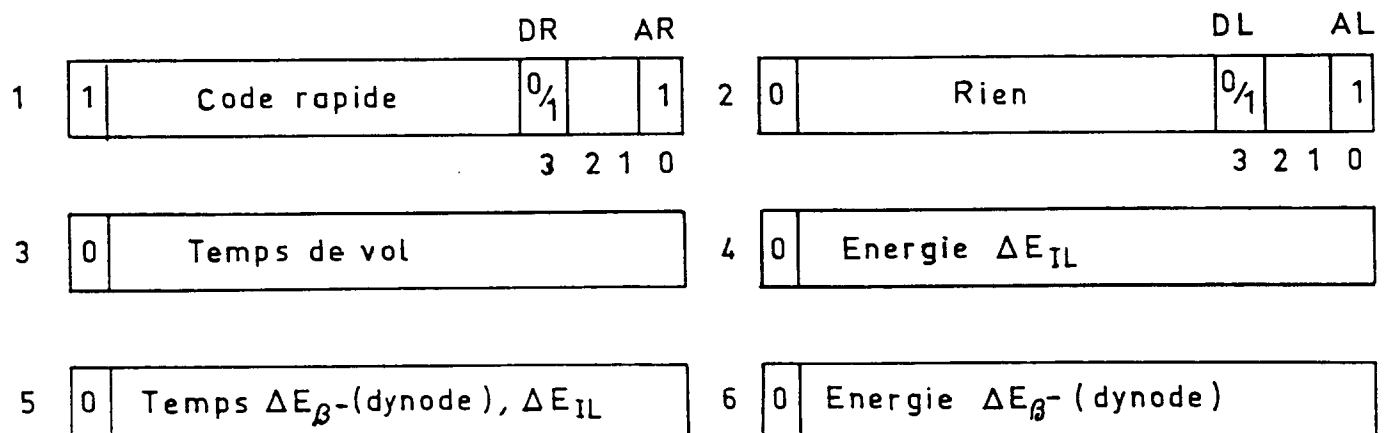 DR AR DL AL
1 1 Code rapide 0/1 1 2 0 Rien 0/1 1
3 2 1 0 3 2 1 0
3 0 Temps de vol 4 0 Energie ΔE_IL
5 0 Temps ΔE_β-(dynode), ΔE_IL 6 0 Energie ΔE_β- (dynode)